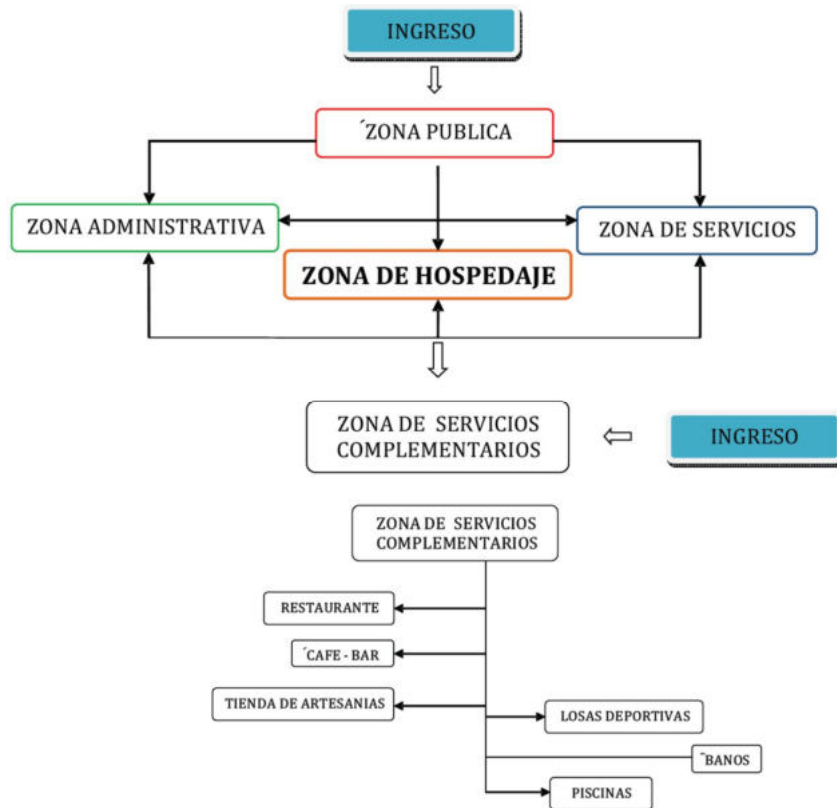 INGRESO
´ZONA PUBLICA
ZONA ADMINISTRATIVA
ZONA DE SERVICIOS
ZONA DE HOSPEDAJE
ZONA DE SERVICIOS
COMPLEMENTARIOS
INGRESO
ZONA DE SERVICIOS
COMPLEMENTARIOS
RESTAURANTE
´CAFE - BAR
TIENDA DE ARTESANIAS
LOSAS DEPORTIVAS
˜BANOS
PISCINAS